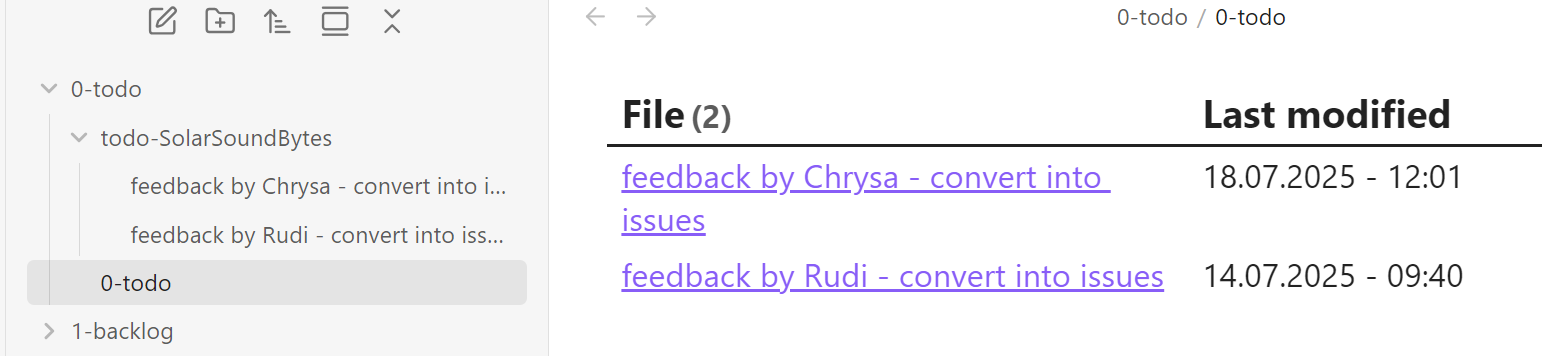 0-todo / 0-todo
0-todo
todo-SolarSoundBytes
feedback by Chrysa - convert into i...
feedback by Rudi - convert into iss...
0-todo
1-backlog
File (2) Last modified
feedback by Chrysa - convert into 18.07.2025 - 12:01
issues
feedback by Rudi - convert into issues 14.07.2025 - 09:40